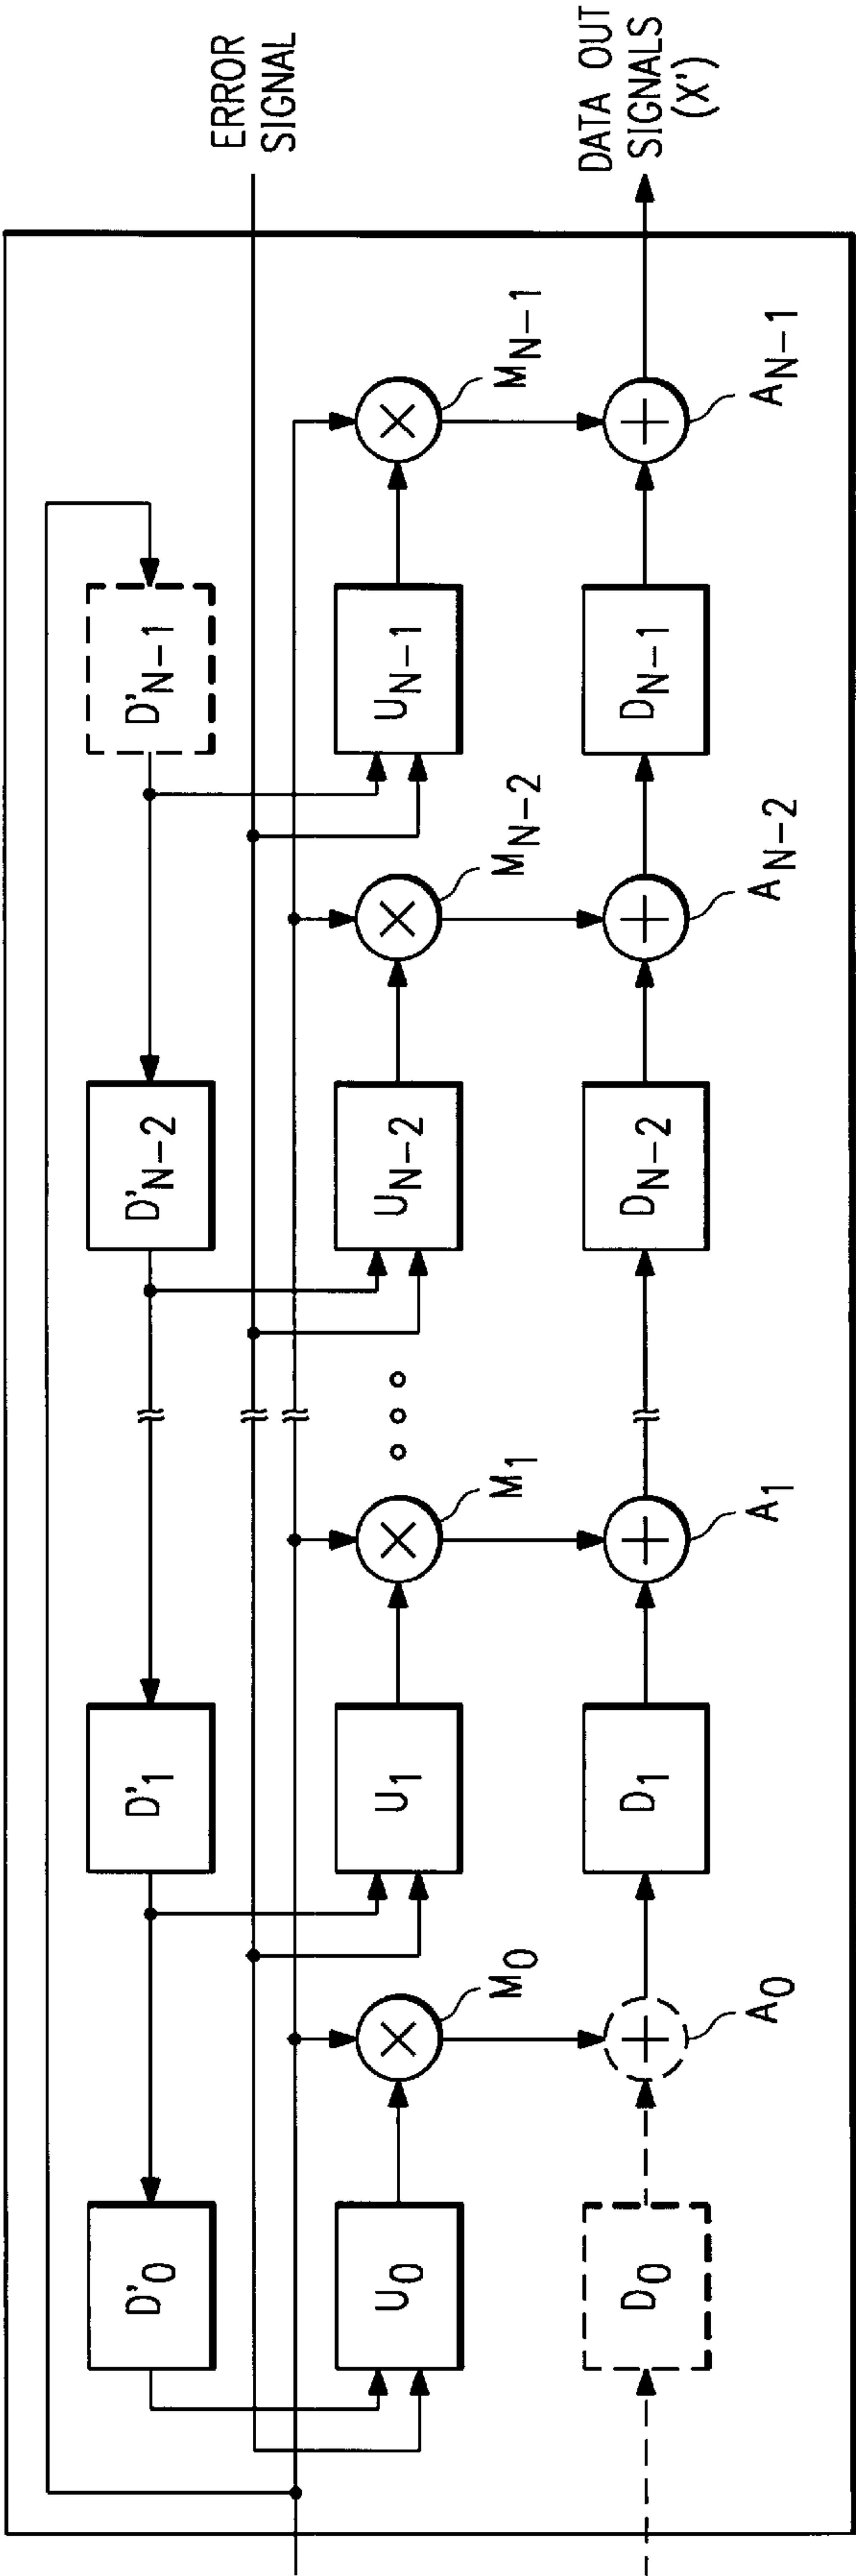 ERROR
SIGNAL
DATA OUT
SIGNALS
(X')
D'0
D'1
D'N-2
D'N-1
U0
M0
U1
M1
UN-2
MN-2
UN-1
MN-1
D0
A0
D1
A1
DN-2
AN-2
DN-1
AN-1